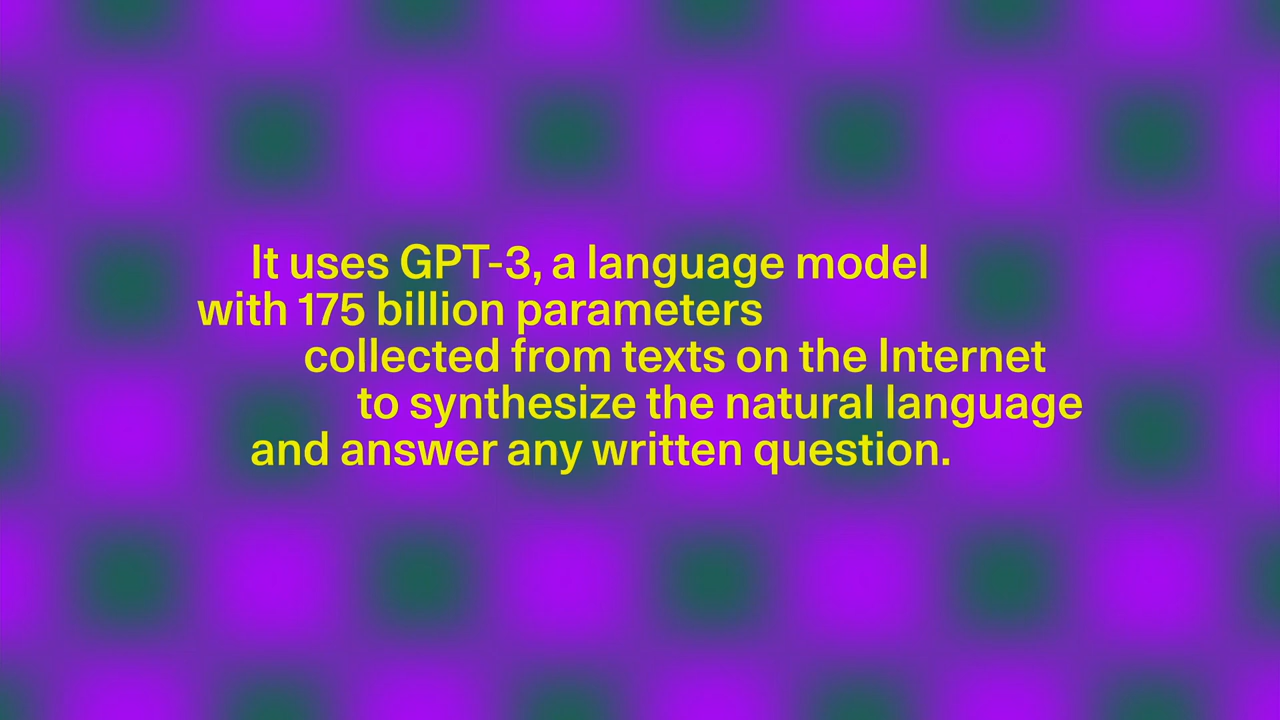 It uses GPT-3, a language model
with 175 billion parameters
collected from texts on the Internet
to synthesize the natural language
and answer any written question.